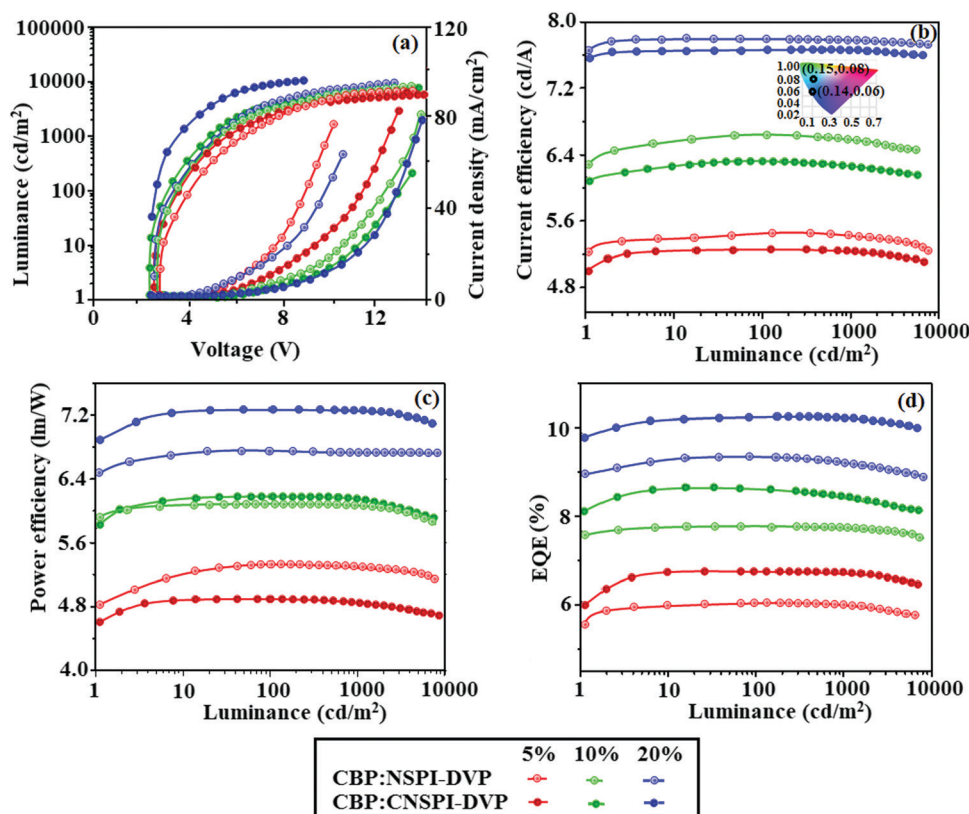 (a)
Luminance (cd/m²)
100000
10000
1000
100
10
1
0 4 8 12
Voltage (V)
120
80
40
0
Current density (mA/cm²)
(b)
Current efficiency (cd/A)
8.0
7.2
6.4
5.6
4.8
1 10 100 1000 10000
Luminance (cd/m²)
1.00
0.08
0.06
0.04
0.02
(0.15,0.08)
(0.14,0.06)
0.1 0.3 0.5 0.7
(c)
Power efficiency (lm/W)
7.2
6.4
5.6
4.8
4.0
1 10 100 1000 10000
Luminance (cd/m²)
(d)
EQE (%)
10
8
6
1 10 100 1000 10000
Luminance (cd/m²)
5% 10% 20%
CBP:NSPI-DVP
CBP:CNSPI-DVP